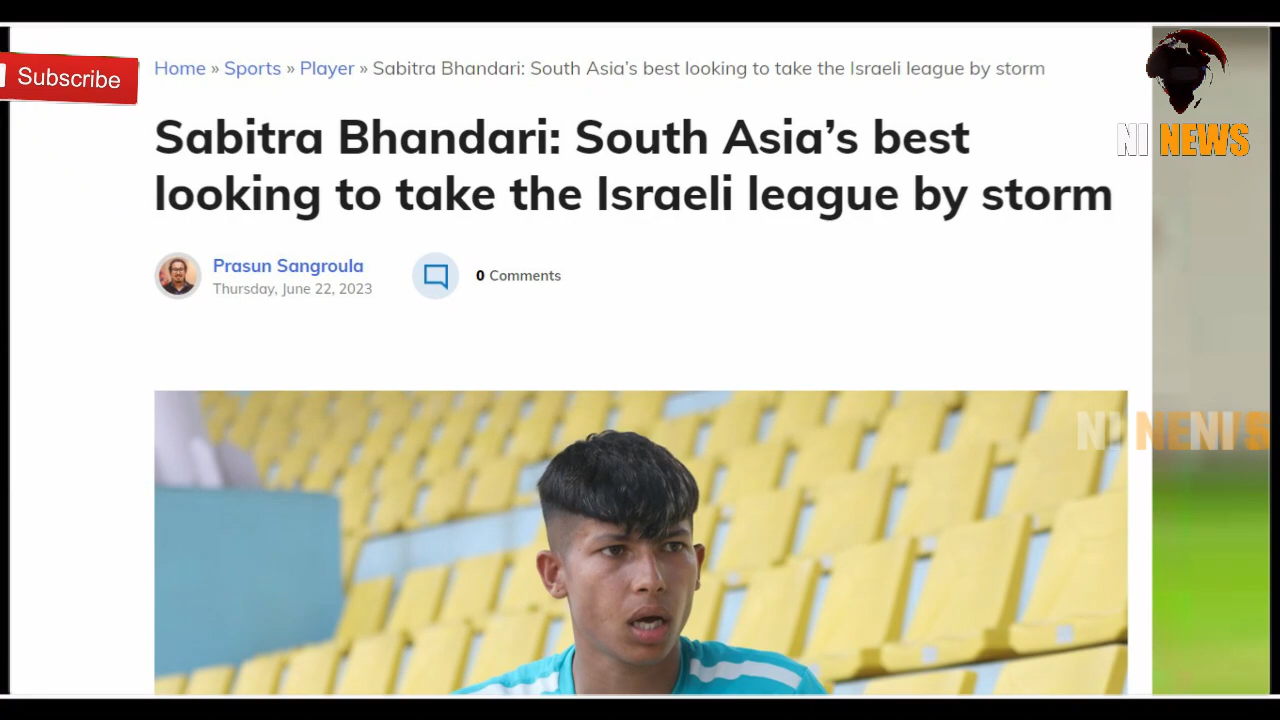 Home » Sports » Player » Sabitra Bhandari: South Asia’s best looking to take the Israeli league by storm
Subscribe
Sabitra Bhandari: South Asia’s best
looking to take the Israeli league by storm
NI NEWS
Prasun Sangroula
Thursday, June 22, 2023
0 Comments